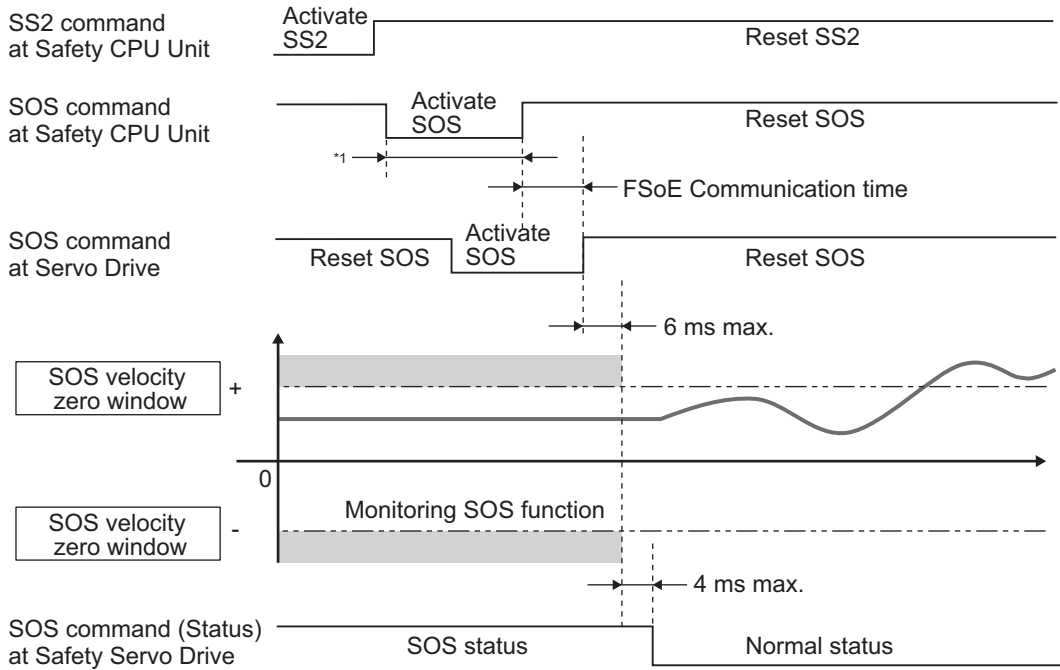 SS2 command
at Safety CPU Unit
Activate
SS2
Reset SS2
SOS command
at Safety CPU Unit
Activate
SOS
Reset SOS
*1
FSoE Communication time
SOS command
at Servo Drive
Reset SOS
Activate
SOS
Reset SOS
6 ms max.
SOS velocity
zero window
+
0
Monitoring SOS function
SOS velocity
zero window
-
4 ms max.
SOS command (Status)
at Safety Servo Drive
SOS status
Normal status